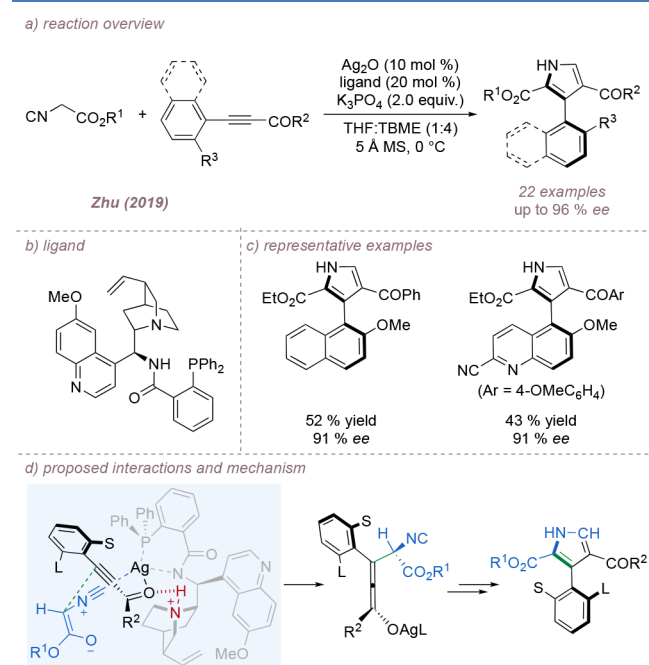 a) reaction overview
CN
CO₂R¹
+
COR²
R³
Ag₂O (10 mol %)
ligand (20 mol %)
K₃PO₄ (2.0 equiv.)
THF:TBME (1:4)
5 Å MS, 0 °C
HN
R¹O₂C
COR²
R³
Zhu (2019)
22 examples
up to 96 % ee
b) ligand
MeO
N
N
NH
O
PPh₂
c) representative examples
HN
EtO₂C
COPh
OMe
52 % yield
91 % ee
HN
EtO₂C
COAr
OMe
NC
N
(Ar = 4-OMeC₆H₄)
43 % yield
91 % ee
d) proposed interactions and mechanism
Ph
Ph
P
S
L
Ag
O
N
N
H
N
+
O
R²
H
N
+
R¹O
O
−
MeO
S
L
H
NC
CO₂R¹
R²
OAgL
HN
CH
R¹O₂C
COR²
S
L